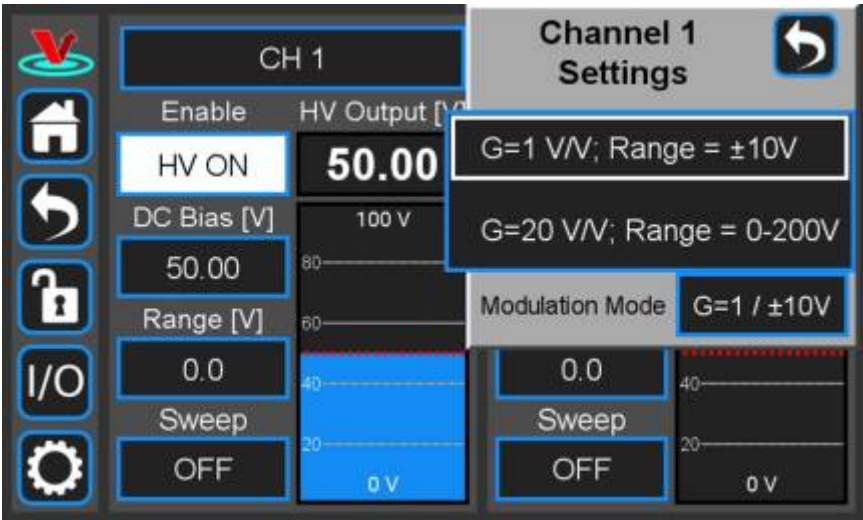 CH 1
Channel 1
Settings
Enable
HV Output [V]
HV ON
50.00
G=1 V/V; Range = ±10V
G=20 V/V; Range = 0-200V
DC Bias [V]
100 V
50.00
80
Modulation Mode
G=1 / ±10V
Range [V]
60
I/O
0.0
40
0.0
40
Sweep
Sweep
20
20
OFF
0 V
OFF
0 V